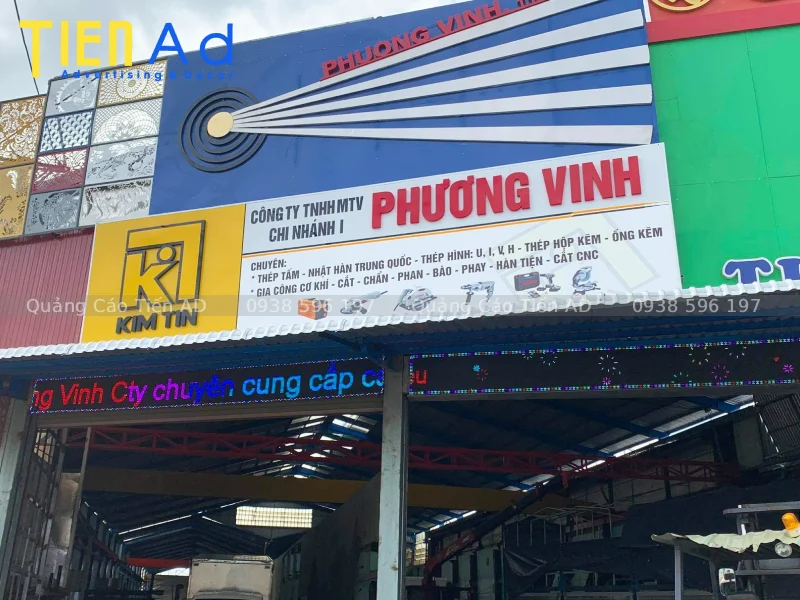 TIEN Ad
Advertising & Decor
PHƯƠNG VINH
CÔNG TY TNHH MTV
CHI NHÁNH I
PHƯƠNG VINH
CHUYÊN:
* THÉP TẤM - NHẬT HÀN TRUNG QUỐC - THÉP HÌNH: U, I, V, H - THÉP HỘP KẼM - ỐNG KẼM
* GIA CÔNG CƠ KHÍ - CẮT - CHẤN - PHAN - BÀO - PHAY - HÀN TIỆN - CẮT CNC
K
KIM TIN
Quảng Cáo Tiến AD 0938 596 197 Quảng Cáo Tiến AD 0938 596 197
ng Vinh Cty chuyên cung cấp